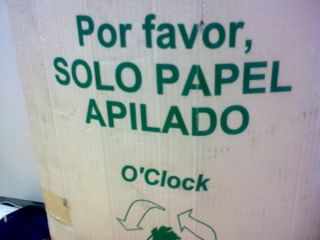 Por favor,
SOLO PAPEL
APILADO
O'Clock